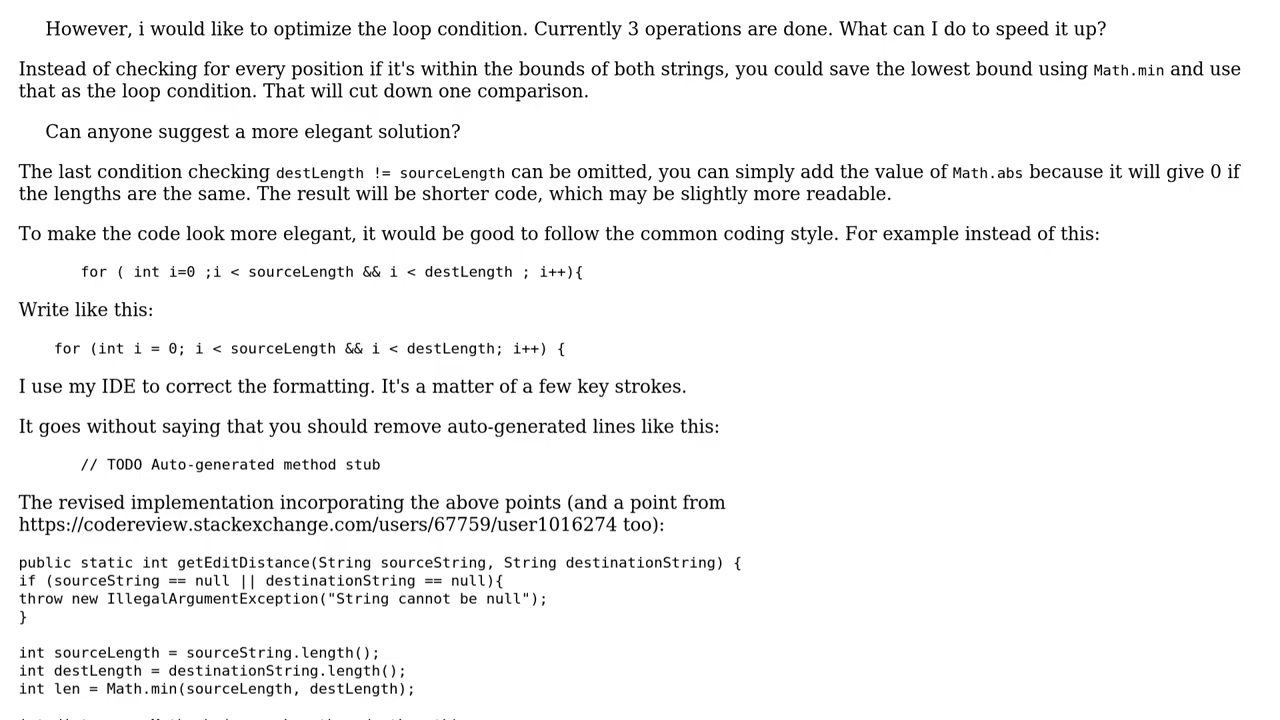 However, i would like to optimize the loop condition. Currently 3 operations are done. What can I do to speed it up?
Instead of checking for every position if it's within the bounds of both strings, you could save the lowest bound using Math.min and use
that as the loop condition. That will cut down one comparison.
Can anyone suggest a more elegant solution?
The last condition checking destLength != sourceLength can be omitted, you can simply add the value of Math.abs because it will give 0 if
the lengths are the same. The result will be shorter code, which may be slightly more readable.
To make the code look more elegant, it would be good to follow the common coding style. For example instead of this:
for ( int i=0 ;i < sourceLength && i < destLength ; i++){
Write like this:
for (int i = 0; i < sourceLength && i < destLength; i++) {
I use my IDE to correct the formatting. It's a matter of a few key strokes.
It goes without saying that you should remove auto-generated lines like this:
// TODO Auto-generated method stub
The revised implementation incorporating the above points (and a point from
https://codereview.stackexchange.com/users/67759/user1016274 too):
public static int getEditDistance(String sourceString, String destinationString) {
if (sourceString == null || destinationString == null){
throw new IllegalArgumentException("String cannot be null");
}
int sourceLength = sourceString.length();
int destLength = destinationString.length();
int len = Math.min(sourceLength, destLength);